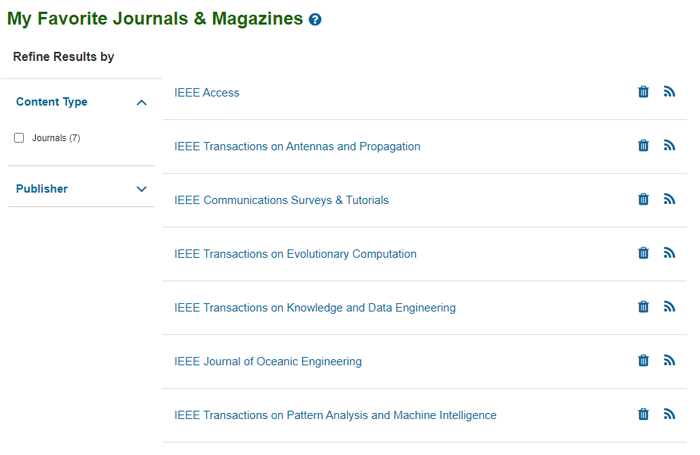 My Favorite Journals & Magazines ?
Refine Results by
Content Type
Journals (7)
Publisher
IEEE Access
IEEE Transactions on Antennas and Propagation
IEEE Communications Surveys & Tutorials
IEEE Transactions on Evolutionary Computation
IEEE Transactions on Knowledge and Data Engineering
IEEE Journal of Oceanic Engineering
IEEE Transactions on Pattern Analysis and Machine Intelligence